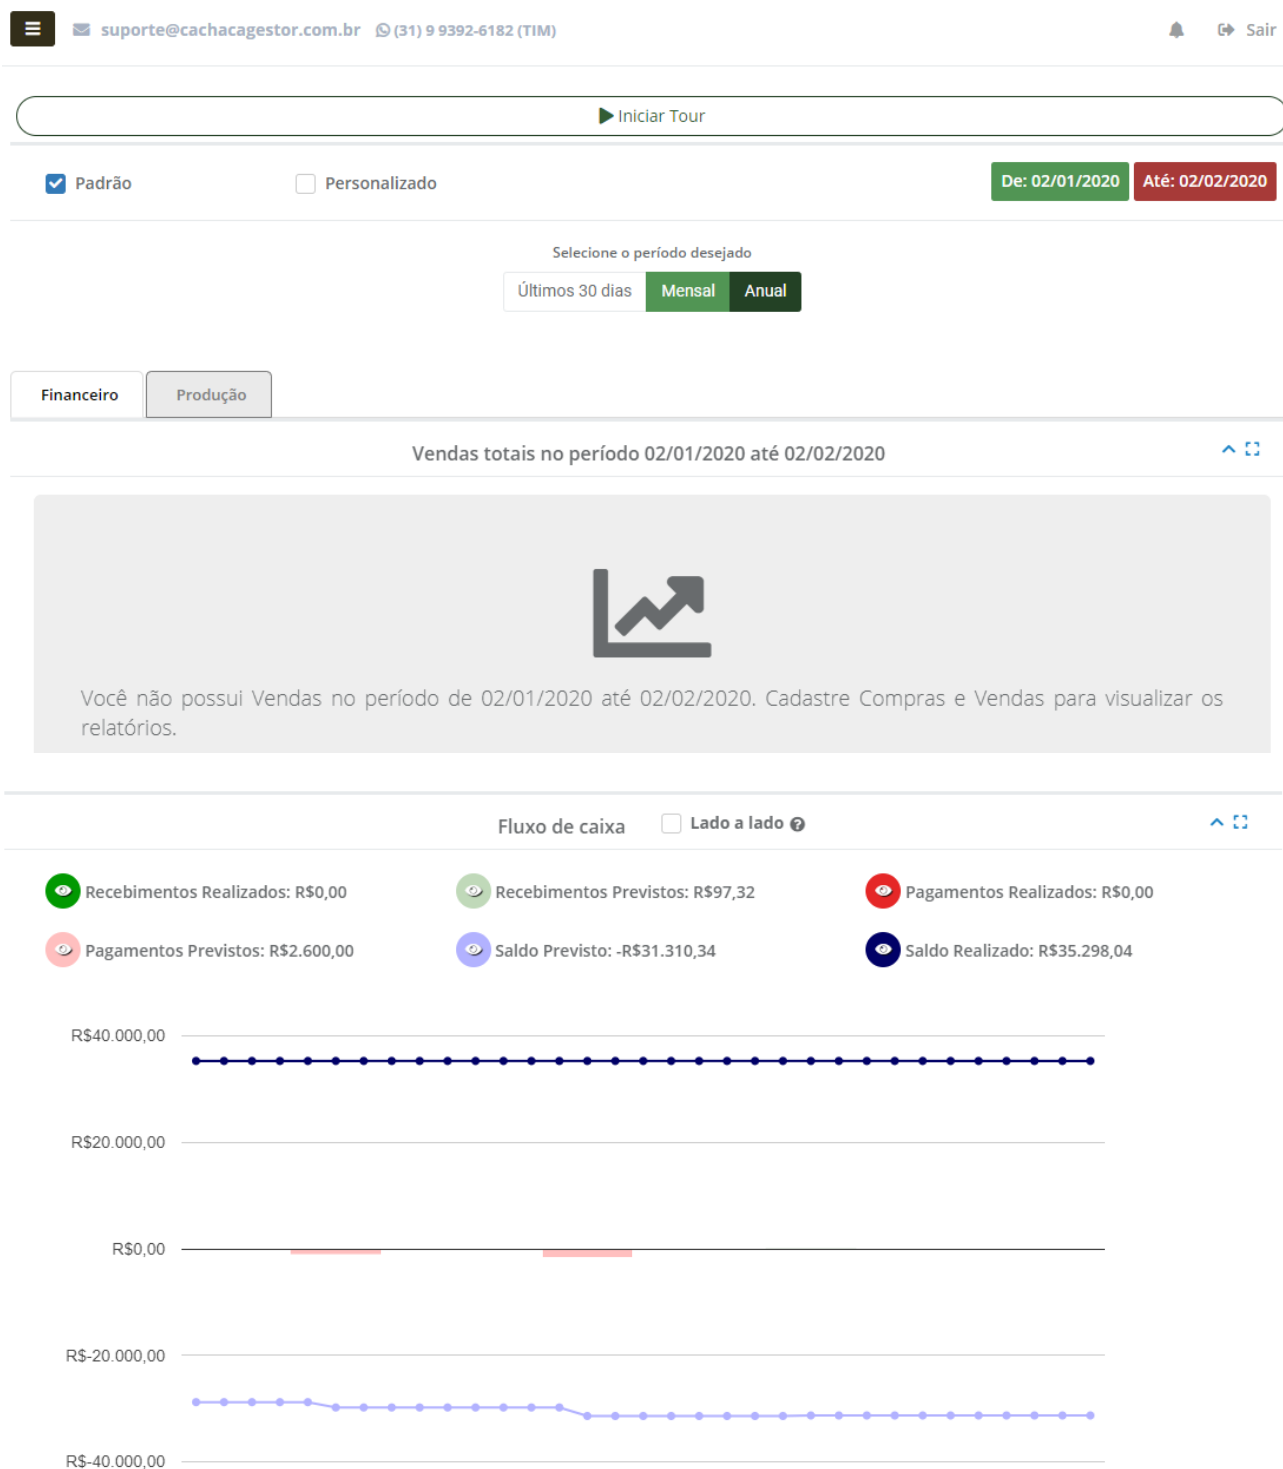 suporte@cachacagestor.com.br (31) 9 9392-6182 (TIM) Sair
Iniciar Tour
Padrão Personalizado De: 02/01/2020 Até: 02/02/2020
Selecione o período desejado
Últimos 30 dias Mensal Anual
Financeiro Produção
Vendas totais no período 02/01/2020 até 02/02/2020
Você não possui Vendas no período de 02/01/2020 até 02/02/2020. Cadastre Compras e Vendas para visualizar os
relatórios.
Fluxo de caixa Lado a lado
Recebimentos Realizados: R$0,00 Recebimentos Previstos: R$97,32 Pagamentos Realizados: R$0,00
Pagamentos Previstos: R$2.600,00 Saldo Previsto: -R$31.310,34 Saldo Realizado: R$35.298,04
R$40.000,00
R$20.000,00
R$0,00
R$-20.000,00
R$-40.000,00